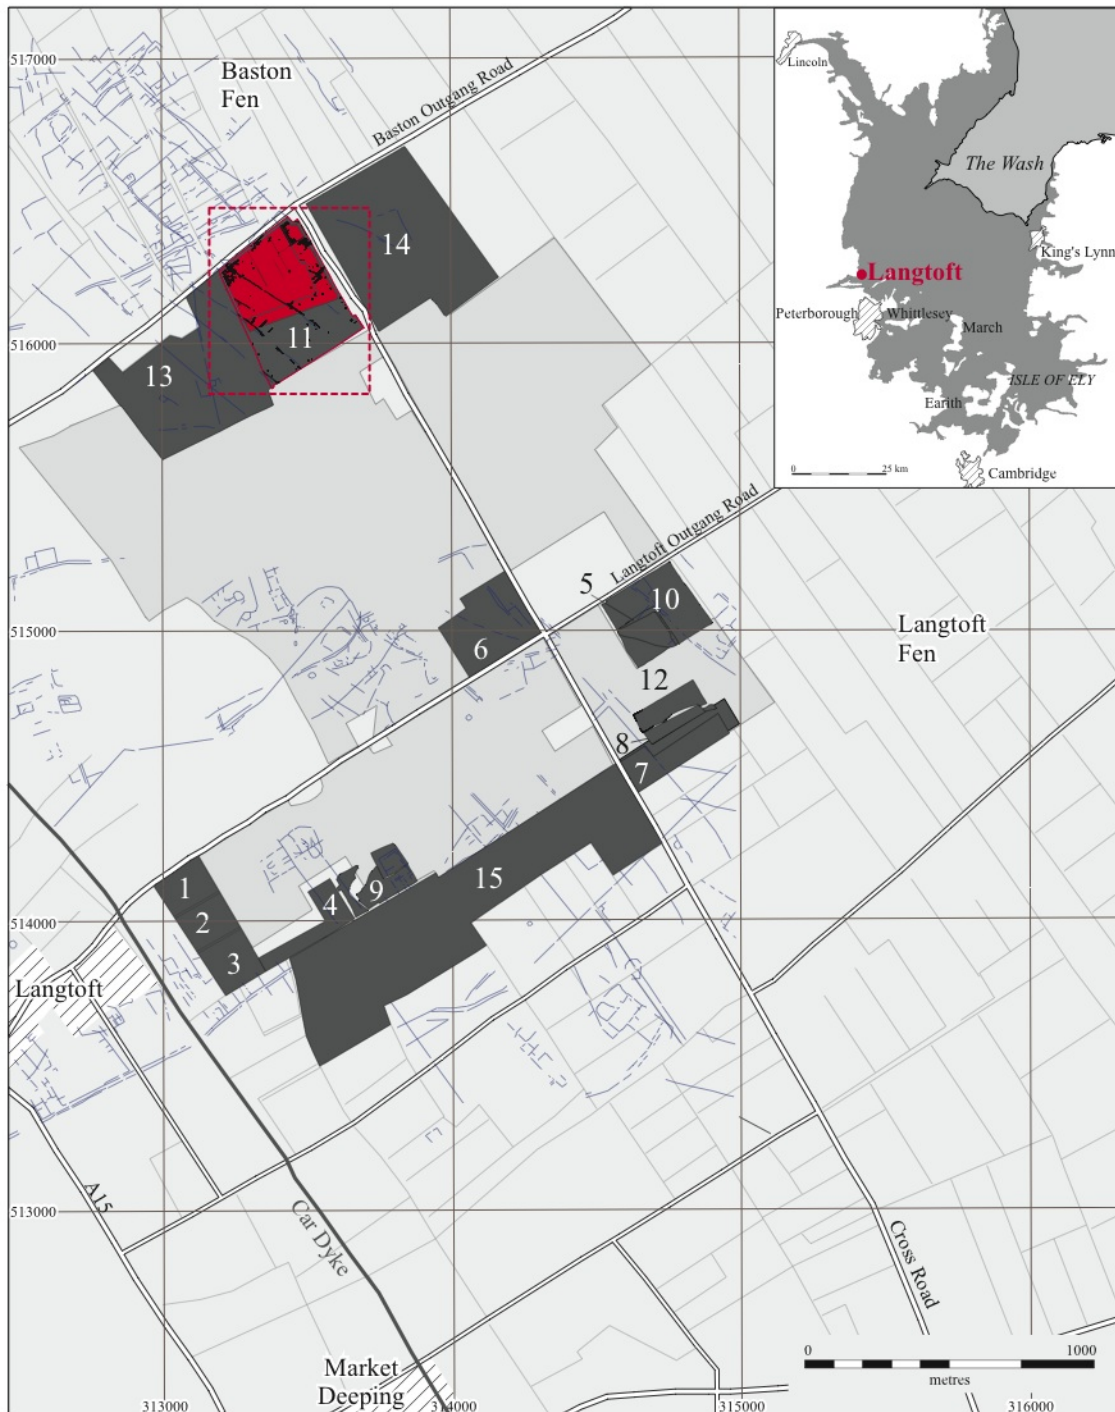 517000
Baston
Fen
Baston Outgang Road
Lincoln
The Wash
King's Lynn
Langtoft
Peterborough
Whittlesey
March
ISLE OF ELY
Earith
Cambridge
0
25 km
14
11
516000
13
Langtoft Outgang Road
5
10
515000
6
Langtoft
Fen
12
8
7
15
1
9
4
2
514000
3
Langtoft
A15
513000
Car Dyke
Cross Road
Market
Deeping
0
1000
metres
313000
314000
315000
316000